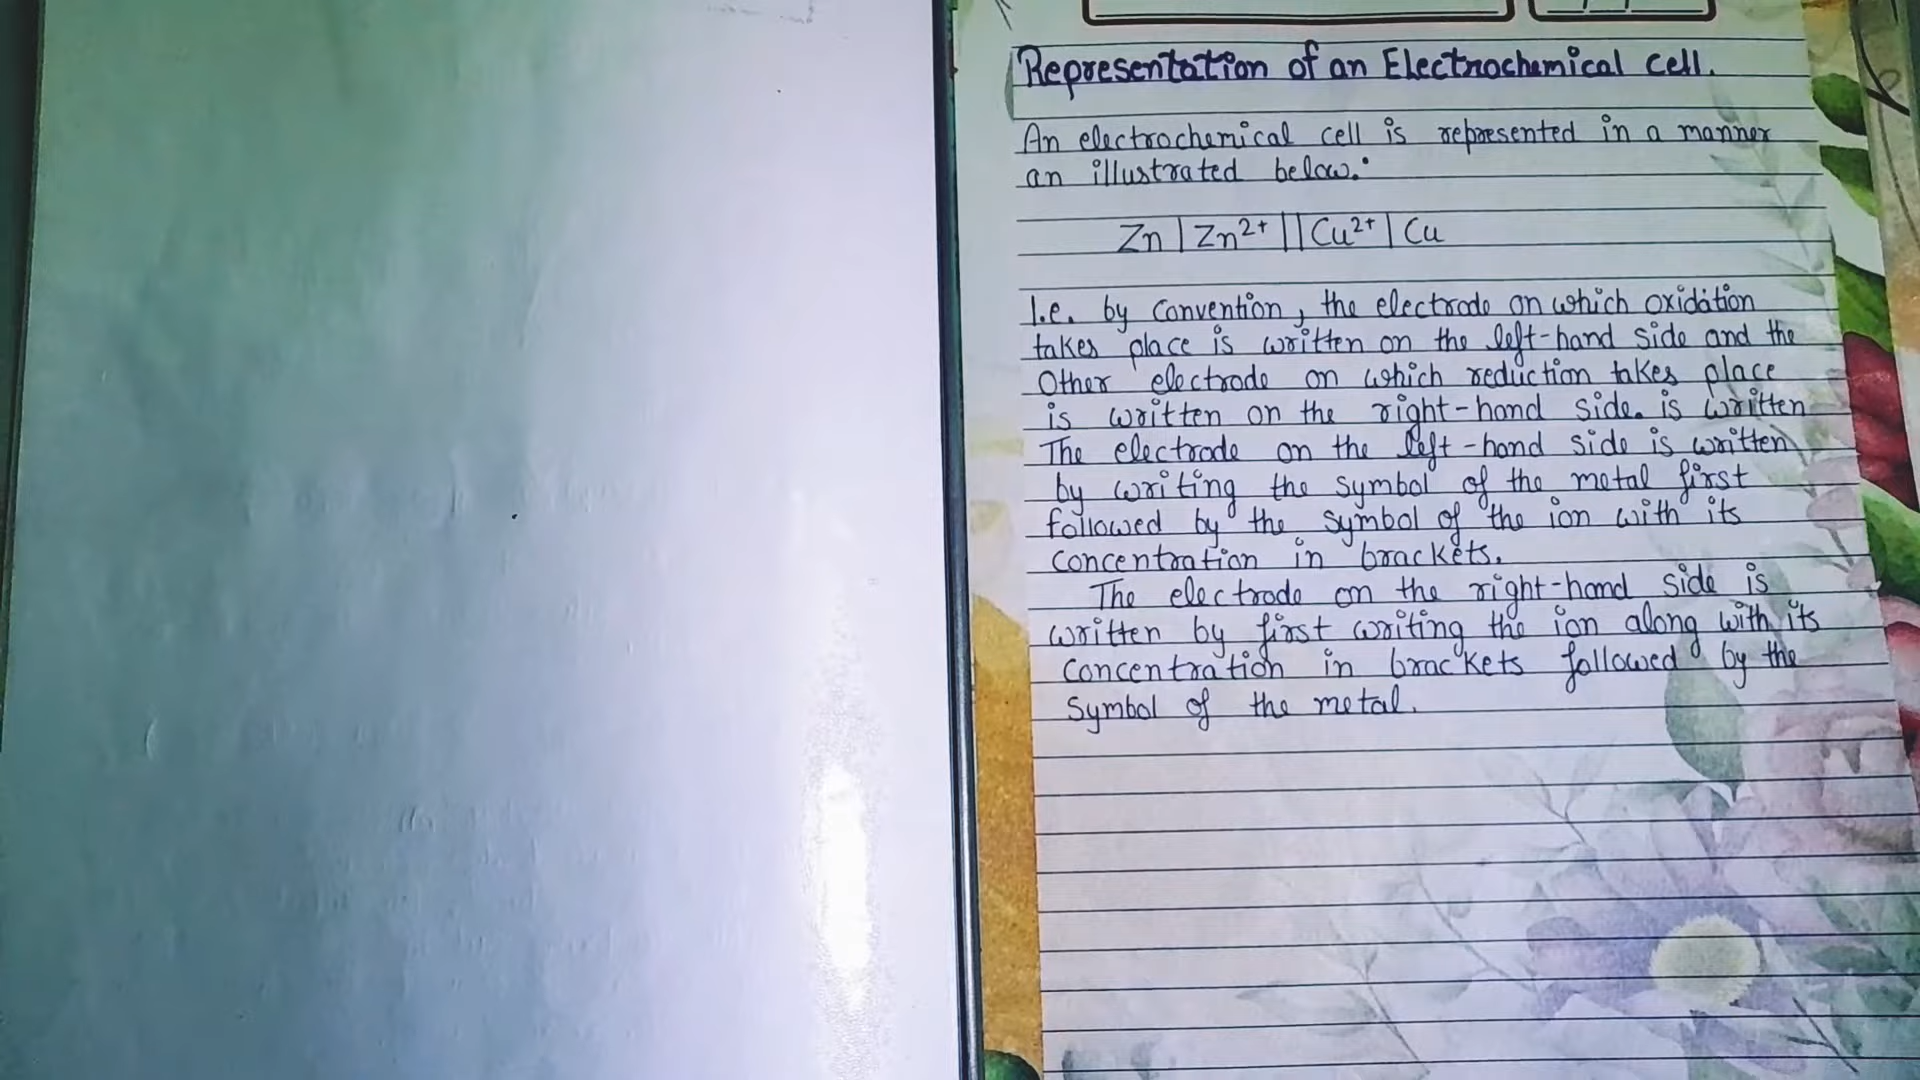 Representation of an Electrochemical cell.
An electrochemical cell is represented in a manner
an illustrated below.:
Zn | Zn2+ || Cu2+ | Cu
I.e. by convention, the electrode on which oxidation
takes place is written on the left-hand side and the
Other electrode on which reduction takes place
is written on the right-hand side. is written
The electrode on the left-hand side is written
by writing the symbol of the metal first
followed by the symbol of the ion with its
concentration in brackets.
The electrode on the right-hand side is
written by first writing the ion along with its
concentration in brackets followed by the
symbol of the metal.